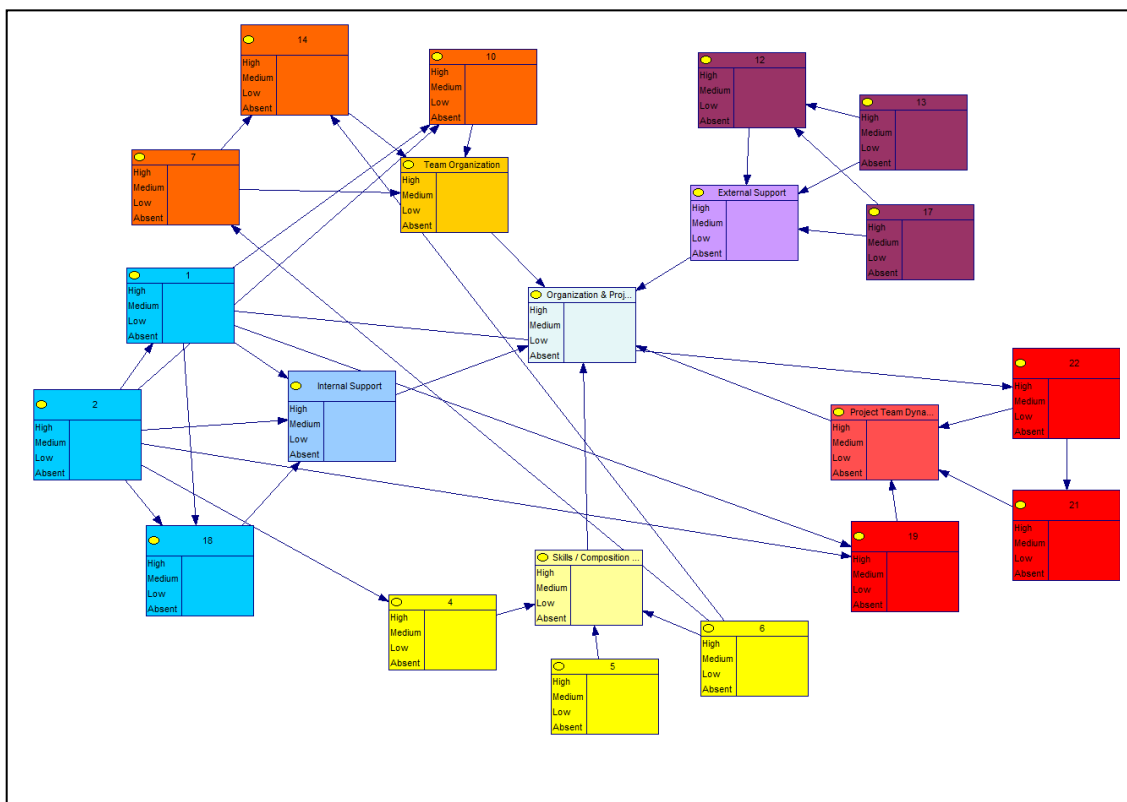 14
High
Medium
Low
Absent
10
High
Medium
Low
Absent
12
High
Medium
Low
Absent
13
High
Medium
Low
Absent
7
High
Medium
Low
Absent
Team Organization
High
Medium
Low
Absent
External Support
High
Medium
Low
Absent
17
High
Medium
Low
Absent
1
High
Medium
Low
Absent
Organization & Proj...
High
Medium
Low
Absent
Internal Support
High
Medium
Low
Absent
22
High
Medium
Low
Absent
2
High
Medium
Low
Absent
Project Team Dyna...
High
Medium
Low
Absent
21
High
Medium
Low
Absent
18
High
Medium
Low
Absent
19
High
Medium
Low
Absent
Skills / Composition ...
High
Medium
Low
Absent
4
High
Medium
Low
Absent
6
High
Medium
Low
Absent
5
High
Medium
Low
Absent